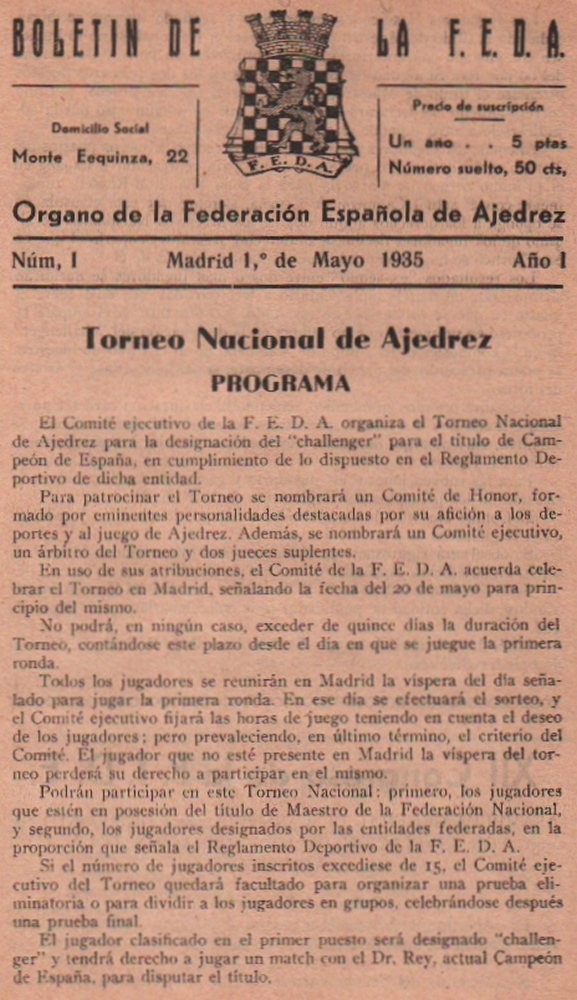 BOLETIN DE LA F. E. D. A.
Domicilio Social
Monte Eequinza, 22
F. E. D. A.
Precio de suscripción
Un año . . 5 ptas
Número suelto, 50 cts,
Organo de la Federación Española de Ajedrez
Núm, I Madrid 1,º de Mayo 1935 Año I
Torneo Nacional de Ajedrez
PROGRAMA
El Comité ejecutivo de la F. E. D. A. organiza el Torneo Nacional
de Ajedrez para la designación del "challenger" para el título de Cam-
peón de España, en cumplimiento de lo dispuesto en el Reglamento De-
portivo de dicha entidad.
Para patrocinar el Torneo se nombrará un Comité de Honor, for-
mado por eminentes personalidades destacadas por su afición a los de-
portes y al juego de Ajedrez. Además, se nombrará un Comité ejecutivo,
un árbitro del Torneo y dos jueces suplentes.
En uso de sus atribuciones, el Comité de la F. E. D. A. acuerda cele-
brar el Torneo en Madrid, señalando la fecha del 20 de mayo para prin-
cipio del mismo.
No podrá, en ningún caso, exceder de quince días la duración del
Torneo, contándose este plazo desde el día en que se juegue la primera
ronda.
Todos los jugadores se reunirán en Madrid la víspera del día seña-
lado para jugar la primera ronda. En ese día se efectuará el sorteo, y
el Comité ejecutivo fijará las horas de juego teniendo en cuenta el deseo
de los jugadores; pero prevaleciendo, en último término, el criterio del
Comité. El jugador que no esté presente en Madrid la víspera del tor-
neo perderá su derecho a participar en el mismo.
Podrán participar en este Torneo Nacional: primero, los jugadores
que estén en posesión del título de Maestro de la Federación Nacional,
y segundo, los jugadores designados por las entidades federadas, en la
proporción que señala el Reglamento Deportivo de la F. E. D. A.
Si el número de jugadores inscritos excediese de 15, el Comité eje-
cutivo del Torneo quedará facultado para organizar una prueba eli-
minatoria o para dividir a los jugadores en grupos, celebrándose después
una prueba final.
El jugador clasificado en el primer puesto será designado "challen-
ger" y tendrá derecho a jugar un match con el Dr. Rey, actual Campeón
de España, para disputar el título.